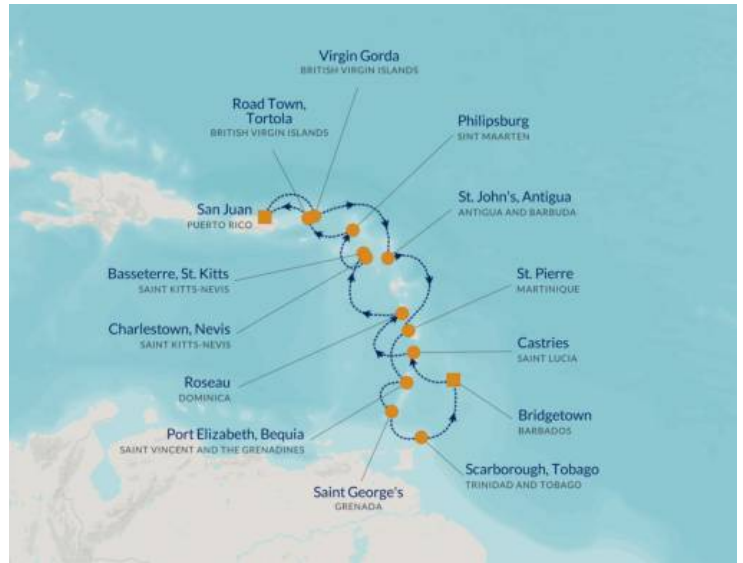 Virgin Gorda
BRITISH VIRGIN ISLANDS
Road Town,
Tortola
BRITISH VIRGIN ISLANDS
Philipsburg
SINT MAARTEN
San Juan
PUERTO RICO
St. John's, Antigua
ANTIGUA AND BARBUDA
Basseterre, St. Kitts
SAINT KITTS-NEVIS
St. Pierre
MARTINIQUE
Charlestown, Nevis
SAINT KITTS-NEVIS
Castries
SAINT LUCIA
Roseau
DOMINICA
Bridgetown
BARBADOS
Port Elizabeth, Bequia
SAINT VINCENT AND THE GRENADINES
Scarborough, Tobago
TRINIDAD AND TOBAGO
Saint George's
GRENADA